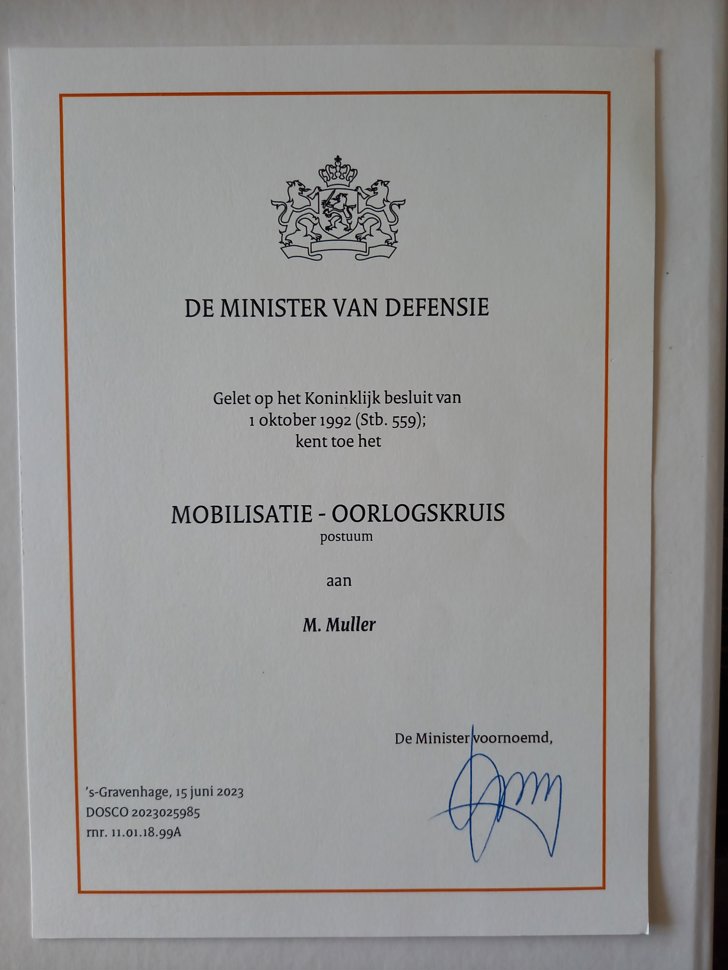 DE MINISTER VAN DEFENSIE
Gelet op het Koninklijk besluit van
1 oktober 1992 (Stb. 559);
kent toe het
MOBILISATIE - OORLOGSKRUIS
postuum
aan
M. Muller
De Minister voornoemd,
's-Gravenhage, 15 juni 2023
DOSCO 2023025985
rnr. 11.01.18.99A